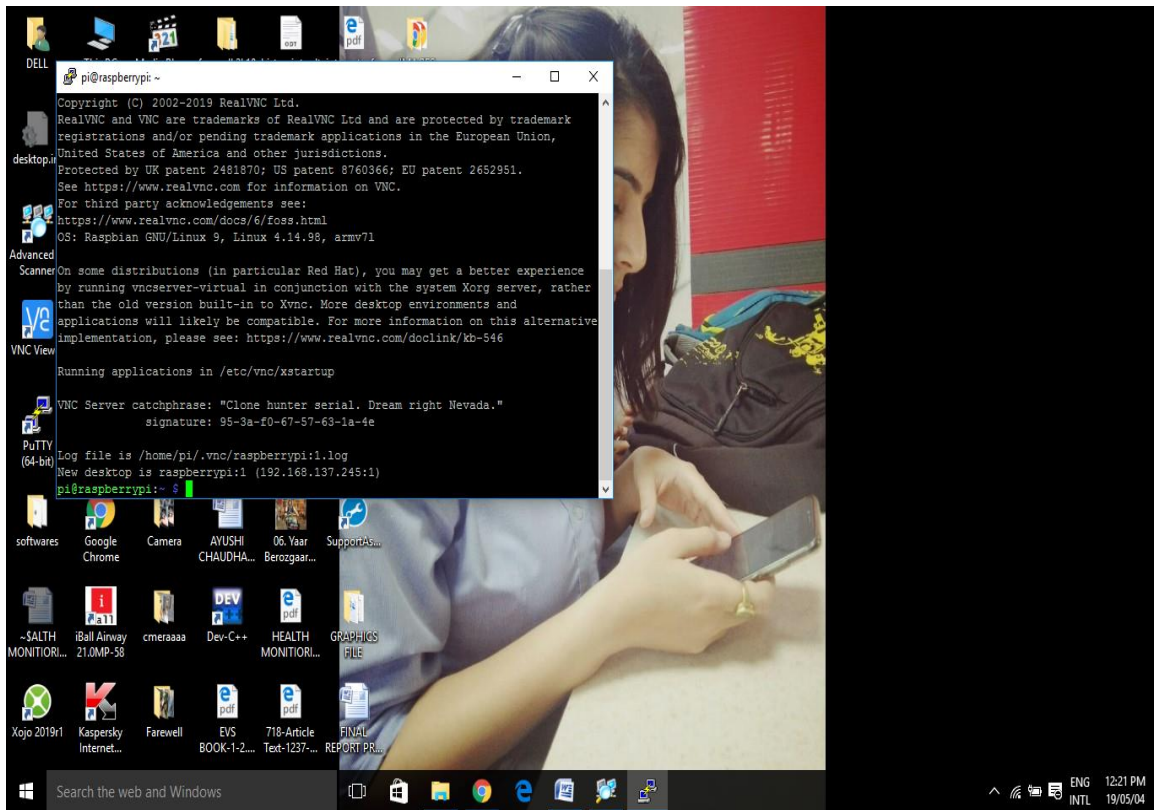 DELL
pi@raspberrypi: ~
Copyright (C) 2002-2019 RealVNC Ltd.
RealVNC and VNC are trademarks of RealVNC Ltd and are protected by trademark
registrations and/or pending trademark applications in the European Union,
United States of America and other jurisdictions.
Protected by UK patent 2481870; US patent 8760366; EU patent 2652951.
See https://www.realvnc.com for information on VNC.
For third party acknowledgements see:
https://www.realvnc.com/docs/6/foss.html
OS: Raspbian GNU/Linux 9, Linux 4.14.98, armv7l
On some distributions (in particular Red Hat), you may get a better experience
by running vncserver-virtual in conjunction with the system Xorg server, rather
than the old version built-in to Xvnc. More desktop environments and
applications will likely be compatible. For more information on this alternative
implementation, please see: https://www.realvnc.com/doclink/kb-546
Running applications in /etc/vnc/xstartup
VNC Server catchphrase: "Clone hunter serial. Dream right Nevada."
signature: 95-3a-f0-67-57-63-1a-4e
Log file is /home/pi/.vnc/raspberrypi:1.log
New desktop is raspberrypi:1 (192.168.137.245:1)
pi@raspberrypi:~ $
desktop.i
Advanced
Scanner
VNC View
PuTTY
(64-bit)
softwares
Google
Chrome
Camera
AYUSHI
CHAUDHA...
06. Yaar
Berozgaar...
SupportAs...
~$ALTH
MONITIORI...
iBall Airway
21.0MP-58
cmeraaaa
Dev-C++
HEALTH
MONITIORI...
GRAPHICS
FILE
Xojo 2019r1
Kaspersky
Internet...
Farewell
EVS
BOOK-1-2....
718-Article
Text-1237-...
FINAL
REPORT PR...
Search the web and Windows
ENG
INTL
12:21 PM
19/05/04